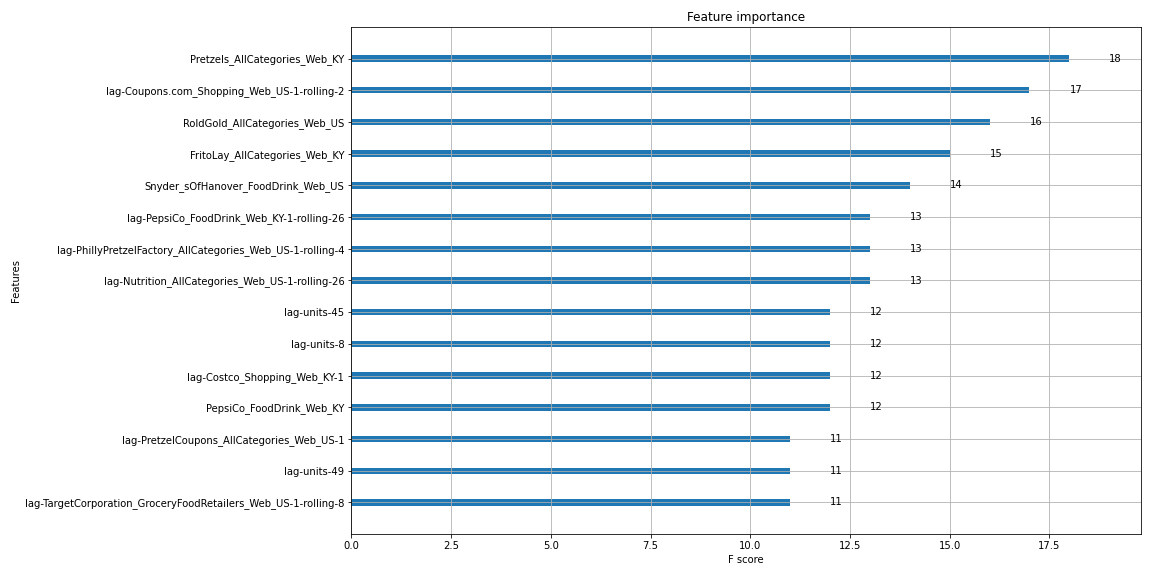 Feature importance
Features
Pretzels_AllCategories_Web_KY 18
lag-Coupons.com_Shopping_Web_US-1-rolling-2 17
RoldGold_AllCategories_Web_US 16
FritoLay_AllCategories_Web_KY 15
Snyder_sOfHanover_FoodDrink_Web_US 14
lag-PepsiCo_FoodDrink_Web_KY-1-rolling-26 13
lag-PhillyPretzelFactory_AllCategories_Web_US-1-rolling-4 13
lag-Nutrition_AllCategories_Web_US-1-rolling-26 13
lag-units-45 12
lag-units-8 12
lag-Costco_Shopping_Web_KY-1 12
PepsiCo_FoodDrink_Web_KY 12
lag-PretzelCoupons_AllCategories_Web_US-1 11
lag-units-49 11
lag-TargetCorporation_GroceryFoodRetailers_Web_US-1-rolling-8 11
0.0 2.5 5.0 7.5 10.0 12.5 15.0 17.5
F score